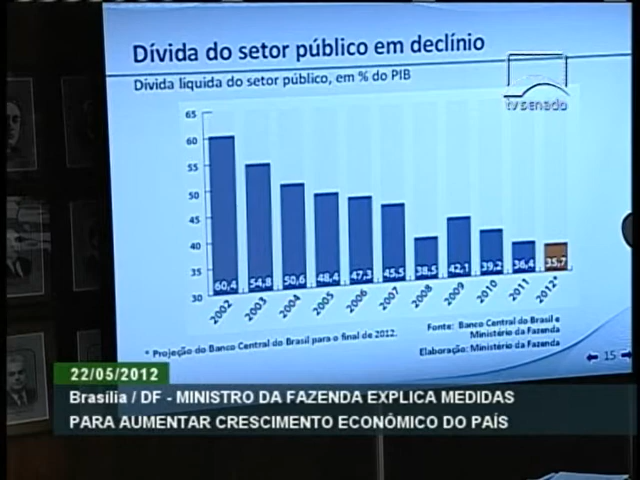 Dívida do setor público em declínio
Dívida líquida do setor público, em % do PIB
tv senado
65
60
55
50
45
40
35
30
60,4 54,8 50,6 48,4 47,3 45,5 38,5 42,1 39,2 36,4 35,7
2002 2003 2004 2005 2006 2007 2008 2009 2010 2011 2012*
* Projeção do Banco Central do Brasil para o final de 2012.
Fonte: Banco Central do Brasil e
Ministério da Fazenda
Elaboração: Ministério da Fazenda
15
22/05/2012
Brasília / DF - MINISTRO DA FAZENDA EXPLICA MEDIDAS
PARA AUMENTAR CRESCIMENTO ECONÔMICO DO PAÍS